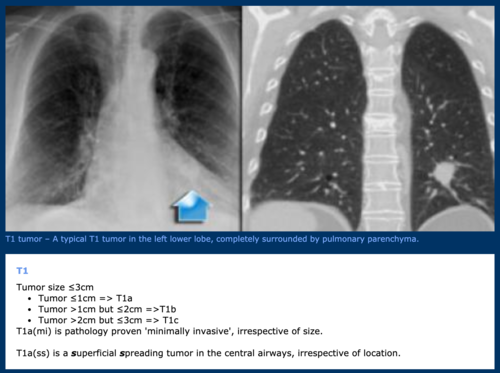 T1 tumor – A typical T1 tumor in the left lower lobe, completely surrounded by pulmonary parenchyma.
T1
Tumor size ≤3cm
• Tumor ≤1cm => T1a
• Tumor >1cm but ≤2cm =>T1b
• Tumor >2cm but ≤3cm => T1c
T1a(mi) is pathology proven 'minimally invasive', irrespective of size.
T1a(ss) is a superficial spreading tumor in the central airways, irrespective of location.